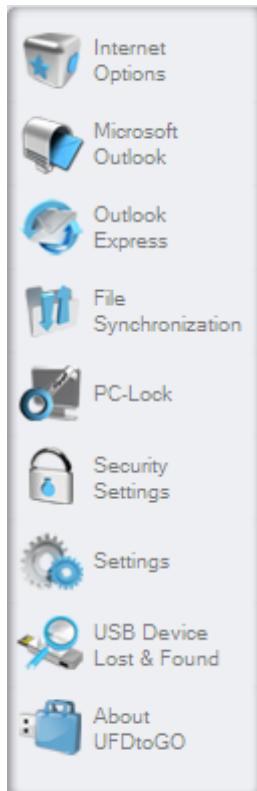 Internet
Options
Microsoft
Outlook
Outlook
Express
File
Synchronization
PC-Lock
Security
Settings
Settings
USB Device
Lost & Found
About
UFDtoGO